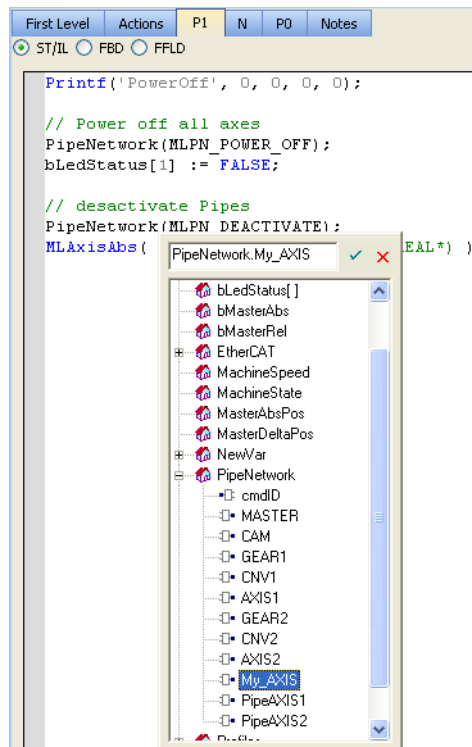 First Level Actions P1 N P0 Notes
ST/IL FBD FFLD
Printf('PowerOff', 0, 0, 0, 0);
// Power off all axes
PipeNetwork(MLPN_POWER_OFF);
bLedStatus[1] := FALSE;
// desactivate Pipes
PipeNetwork(MLPN_DEACTIVATE);
MLAxisAbs( PipeNetwork.My_AXIS EAL*) )
bLedStatus[ ]
bMasterAbs
bMasterRel
EtherCAT
MachineSpeed
MachineState
MasterAbsPos
MasterDeltaPos
NewVar
PipeNetwork
cmdID
MASTER
CAM
GEAR1
CNV1
AXIS1
GEAR2
CNV2
AXIS2
My_AXIS
PipeAXIS1
PipeAXIS2